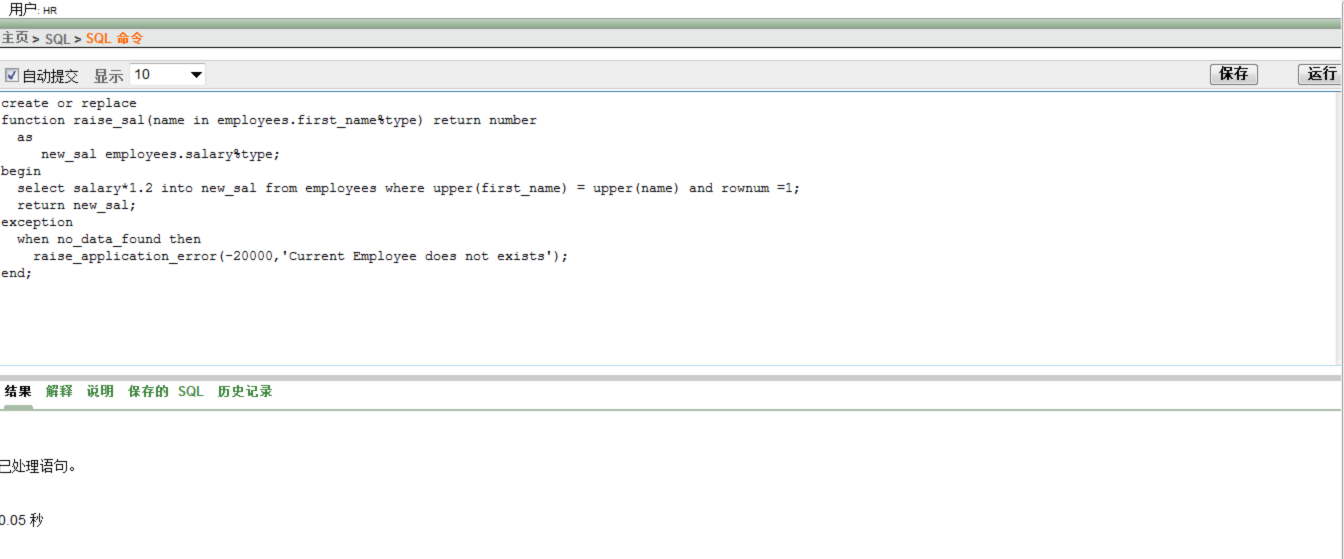 用户: HR
主页 > SQL > SQL 命令
自动提交 显示 10 保存 运行
create or replace
function raise_sal(name in employees.first_name%type) return number
  as
     new_sal employees.salary%type;
begin
  select salary*1.2 into new_sal from employees where upper(first_name) = upper(name) and rownum =1;
  return new_sal;
exception
  when no_data_found then
    raise_application_error(-20000,'Current Employee does not exists');
end;
结果 解释 说明 保存的 SQL 历史记录
已处理语句。
0.05 秒